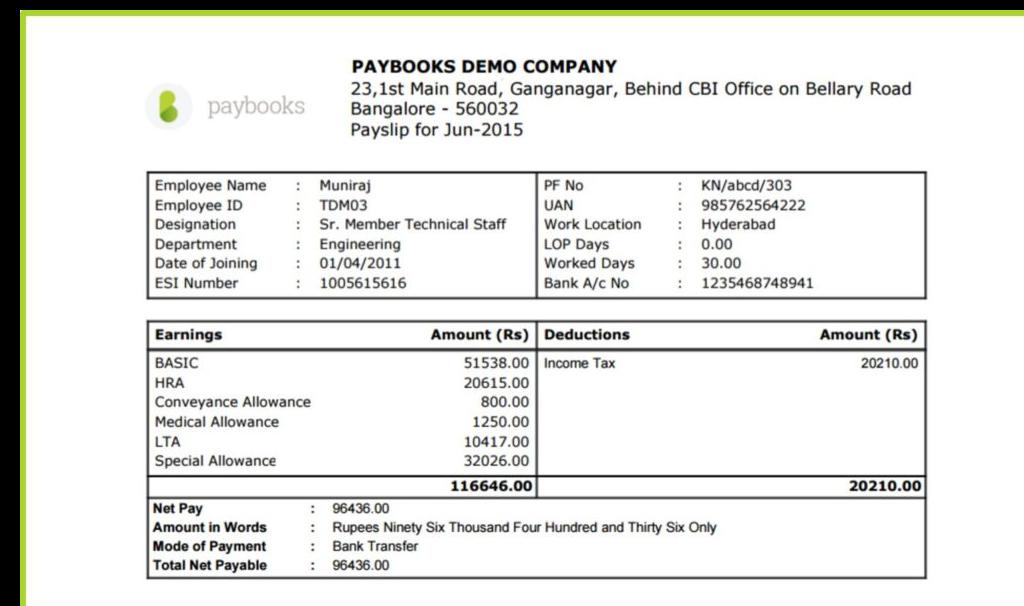 PAYBOOKS DEMO COMPANY
23,1st Main Road, Ganganagar, Behind CBI Office on Bellary Road
paybooks
Bangalore - 560032
Payslip for Jun-2015
Employee Name : Muniraj PF No : KN/abcd/303
Employee ID : TDM03 UAN : 985762564222
Designation : Sr. Member Technical Staff Work Location : Hyderabad
Department : Engineering LOP Days : 0.00
Date of Joining : 01/04/2011 Worked Days : 30.00
ESI Number : 1005615616 Bank A/c No : 1235468748941
Earnings Amount (Rs) Deductions Amount (Rs)
BASIC 51538.00 Income Tax 20210.00
HRA 20615.00
Conveyance Allowance 800.00
Medical Allowance 1250.00
LTA 10417.00
Special Allowance 32026.00
116646.00 20210.00
Net Pay : 96436.00
Amount in Words : Rupees Ninety Six Thousand Four Hundred and Thirty Six Only
Mode of Payment : Bank Transfer
Total Net Payable : 96436.00